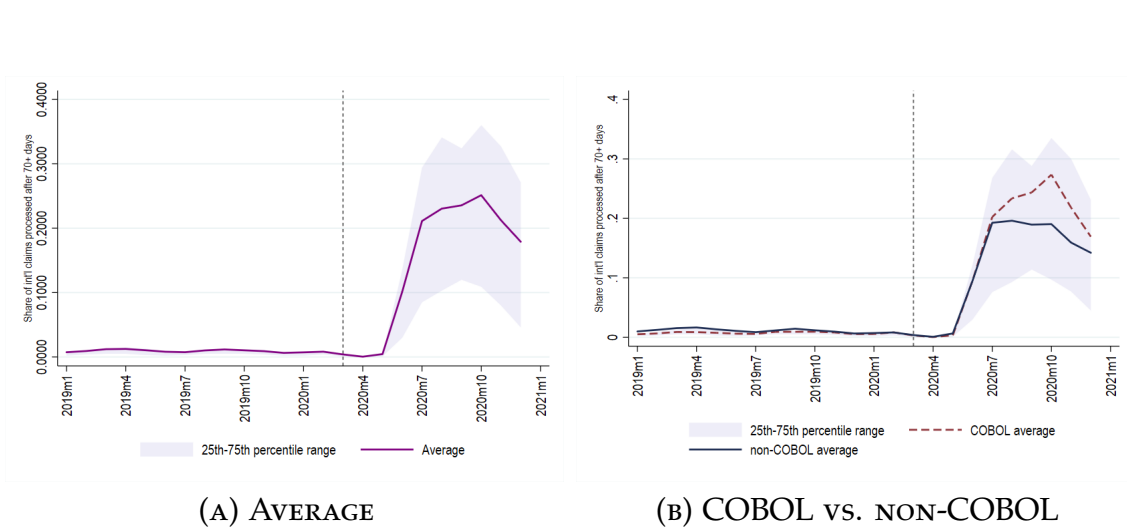 Share of int'l claims processed after 70+ days
0.4000
0.3000
0.2000
0.1000
0.0000
2019m1
2019m4
2019m7
2019m10
2020m1
2020m4
2020m7
2020m10
2021m1
25th-75th percentile range
Average
(A) AVERAGE
Share of int'l claims processed after 70+ days
.4
.3
.2
.1
0
2019m1
2019m4
2019m7
2019m10
2020m1
2020m4
2020m7
2020m10
2021m1
25th-75th percentile range
COBOL average
non-COBOL average
(B) COBOL VS. NON-COBOL